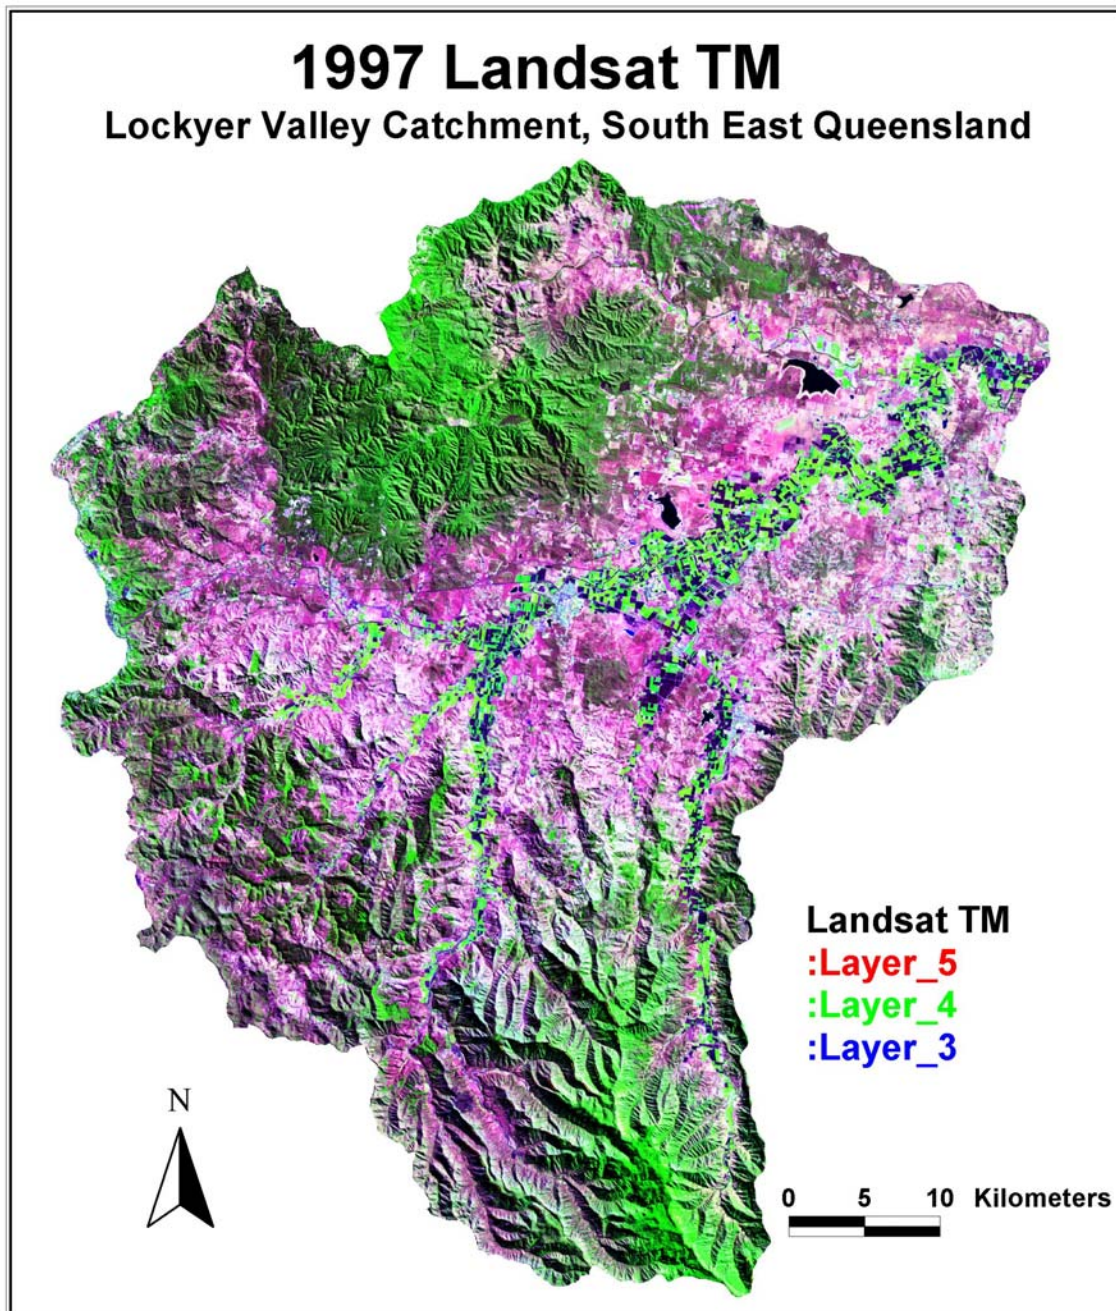 1997 Landsat TM
Lockyer Valley Catchment, South East Queensland
Landsat TM
:Layer_5
:Layer_4
:Layer_3
N
0 5 10 Kilometers